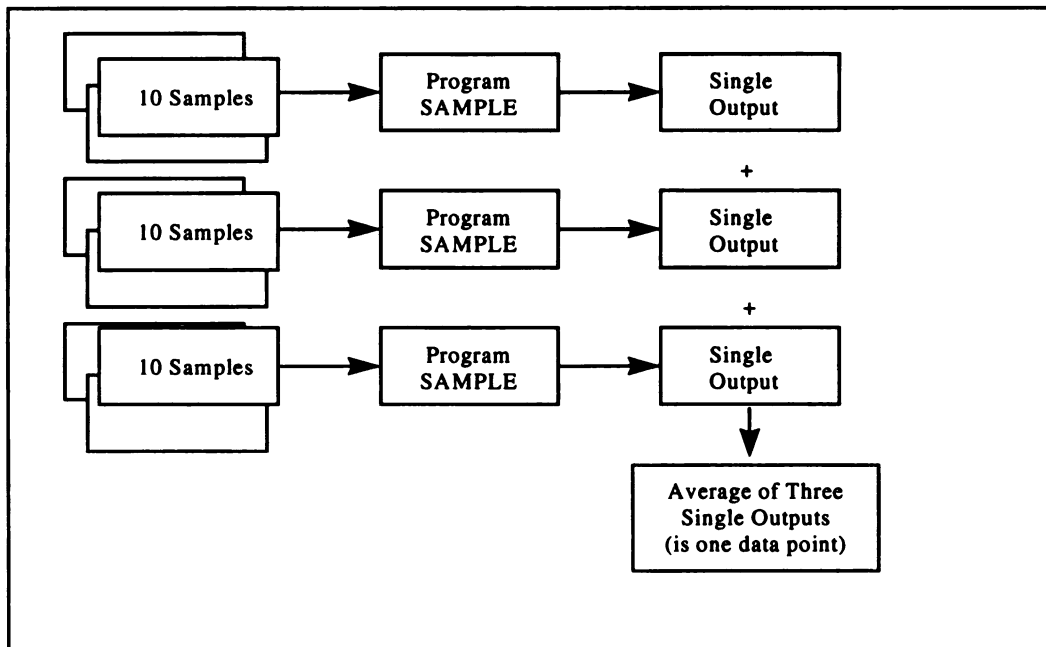 10 Samples
Program
SAMPLE
Single
Output
+
10 Samples
Program
SAMPLE
Single
Output
+
10 Samples
Program
SAMPLE
Single
Output
Average of Three
Single Outputs
(is one data point)